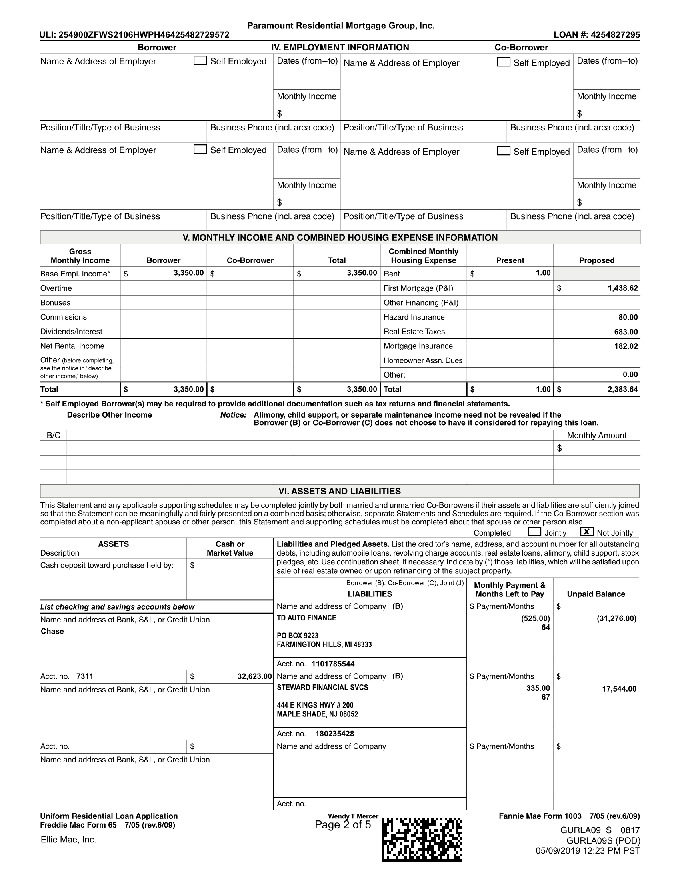 Paramount Residential Mortgage Group, Inc.
ULI: 254900ZFWS2106HWPH46425482729572 LOAN #: 4254827295
Borrower IV. EMPLOYMENT INFORMATION Co-Borrower
Name & Address of Employer Self Employed Dates (from–to) Name & Address of Employer Self Employed Dates (from–to)
Monthly Income Monthly Income
$ $
Position/Title/Type of Business Business Phone (incl. area code) Position/Title/Type of Business Business Phone (incl. area code)
Name & Address of Employer Self Employed Dates (from–to) Name & Address of Employer Self Employed Dates (from–to)
Monthly Income Monthly Income
$ $
Position/Title/Type of Business Business Phone (incl. area code) Position/Title/Type of Business Business Phone (incl. area code)
V. MONTHLY INCOME AND COMBINED HOUSING EXPENSE INFORMATION
Gross Monthly Income Borrower Co-Borrower Total Combined Monthly Housing Expense Present Proposed
Base Empl. Income* $ 3,350.00 $ $ 3,350.00 Rent $ 1.00
Overtime First Mortgage (P&I) $ 1,438.62
Bonuses Other Financing (P&I)
Commissions Hazard Insurance 80.00
Dividends/Interest Real Estate Taxes 683.00
Net Rental Income Mortgage Insurance 182.02
Other (before completing, Homeowner Assn. Dues
see the notice in "describe
other income," below) Other: 0.00
Total $ 3,350.00 $ $ 3,350.00 Total $ 1.00 $ 2,383.64
* Self Employed Borrower(s) may be required to provide additional documentation such as tax returns and financial statements.
Describe Other Income Notice: Alimony, child support, or separate maintenance income need not be revealed if the
Borrower (B) or Co-Borrower (C) does not choose to have it considered for repaying this loan.
B/C Monthly Amount
$
VI. ASSETS AND LIABILITIES
This Statement and any applicable supporting schedules may be completed jointly by both married and unmarried Co-Borrowers if their assets and liabilities are sufficiently joined
so that the Statement can be meaningfully and fairly presented on a combined basis; otherwise, separate Statements and Schedules are required. If the Co-Borrower section was
completed about a non-applicant spouse or other person, this Statement and supporting schedules must be completed about that spouse or other person also.
Completed Jointly X Not Jointly
ASSETS Cash or Market Value
Description
Liabilities and Pledged Assets. List the creditor's name, address, and account number for all outstanding
debts, including automobile loans, revolving charge accounts, real estate loans, alimony, child support, stock
pledges, etc. Use continuation sheet, if necessary. Indicate by (*) those liabilities, which will be satisfied upon
sale of real estate owned or upon refinancing of the subject property.
Cash deposit toward purchase held by: $
Borrower (B), Co-Borrower (C), Joint (J)
LIABILITIES Monthly Payment & Months Left to Pay Unpaid Balance
List checking and savings accounts below Name and address of Company (B) $ Payment/Months $
Name and address of Bank, S&L, or Credit Union TD AUTO FINANCE (525.00) (31,276.00)
64
Chase PO BOX 9223
FARMINGTON HILLS, MI 48333
Acct. no. 1101785544
Acct. no. 7311 $ 32,623.00 Name and address of Company (B) $ Payment/Months $
Name and address of Bank, S&L, or Credit Union STEWARD FINANCIAL SVCS 335.00 17,544.00
67
444 E KINGS HWY J 200
MAPLE SHADE, NJ 08052
Acct. no. 180235428
Acct. no. $ Name and address of Company $ Payment/Months $
Name and address of Bank, S&L, or Credit Union
Acct. no.
Uniform Residential Loan Application Wendy T Mercer Fannie Mae Form 1003 7/05 (rev.6/09)
Freddie Mac Form 65 7/05 (rev.6/09) Page 2 of 5
Ellie Mae, Inc. GURLA09_S 0817
GURLA09S (POD)
05/09/2019 12:23 PM PST